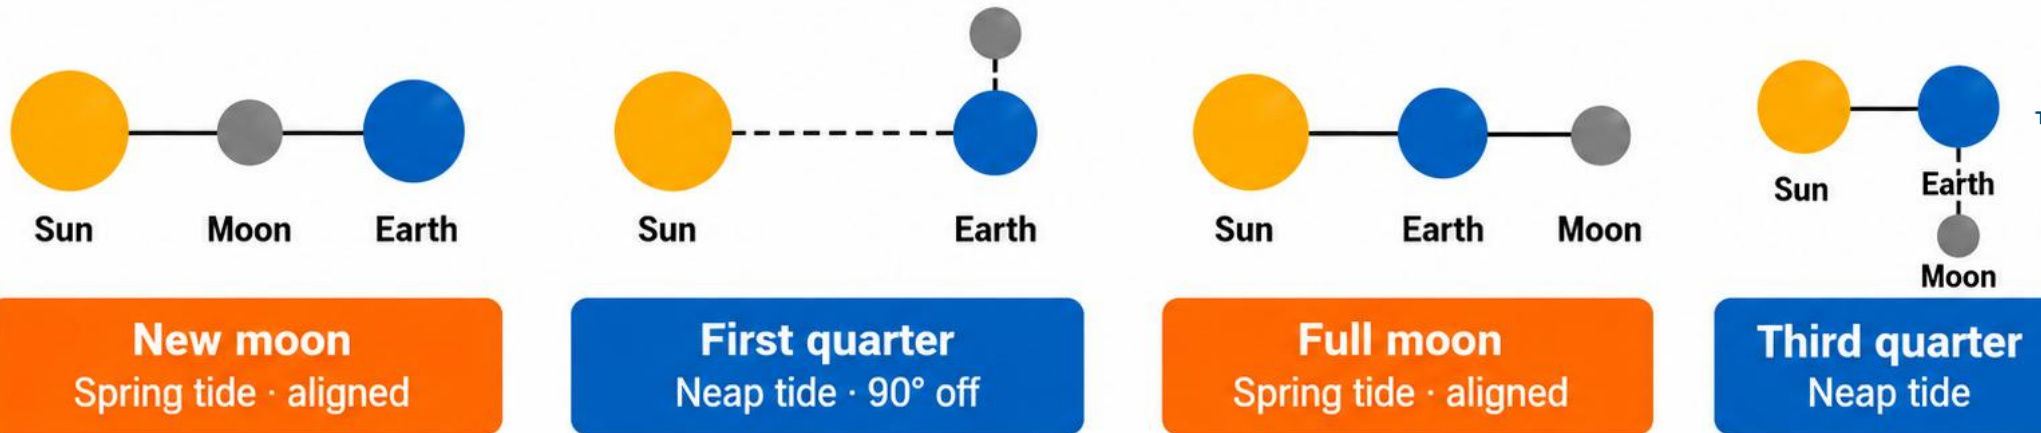 Sun Moon Earth
New moon
Spring tide · aligned
Sun Earth
First quarter
Neap tide · 90° off
Sun Earth Moon
Full moon
Spring tide · aligned
Sun Earth
Moon
Third quarter
Neap tide